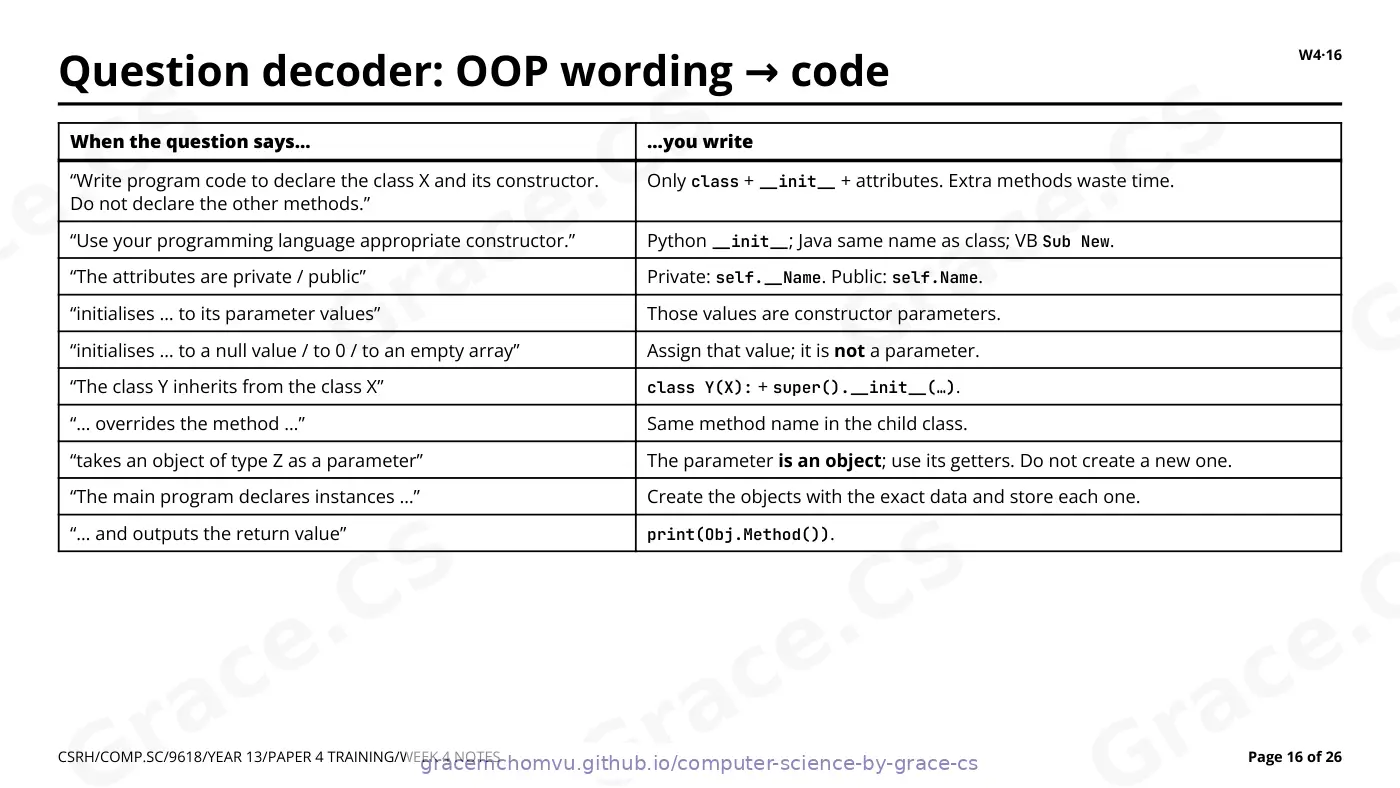 Question decoder: OOP wording → code
W4·16
When the question says…
…you write
“Write program code to declare the class X and its constructor.
Do not declare the other methods.”
Only class + __init__ + attributes. Extra methods waste time.
“Use your programming language appropriate constructor.”
Python __init__; Java same name as class; VB Sub New.
“The attributes are private / public”
Private: self.__Name. Public: self.Name.
“initialises … to its parameter values”
Those values are constructor parameters.
“initialises … to a null value / to 0 / to an empty array”
Assign that value; it is not a parameter.
“The class Y inherits from the class X”
class Y(X): + super().__init__(…).
“… overrides the method …”
Same method name in the child class.
“takes an object of type Z as a parameter”
The parameter is an object; use its getters. Do not create a new one.
“The main program declares instances …”
Create the objects with the exact data and store each one.
“… and outputs the return value”
print(Obj.Method()).
Grace.CS
CSRH/COMP.SC/9618/YEAR 13/PAPER 4 TRAINING/WEEK 4 NOTES
gracemchomvu.github.io/computer-science-by-grace-cs
Page 16 of 26